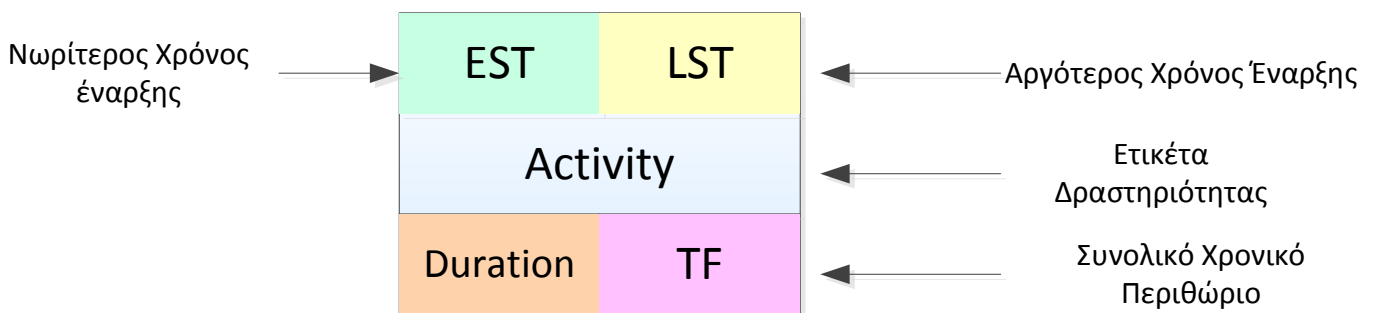 Νωρίτερος Χρόνος
έναρξης
EST
LST
Αργότερος Χρόνος Έναρξης
Activity
Ετικέτα
Δραστηριότητας
Duration
TF
Συνολικό Χρονικό
Περιθώριο